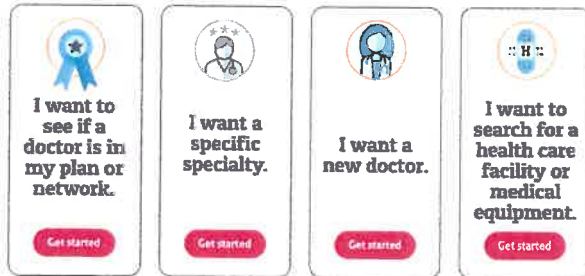 I want to
see if a
doctor is in
my plan or
network.
Get started
I want a
specific
specialty.
Get started
I want a
new doctor.
Get started
H
I want to
search for a
health care
facility or
medical
equipment.
Get started